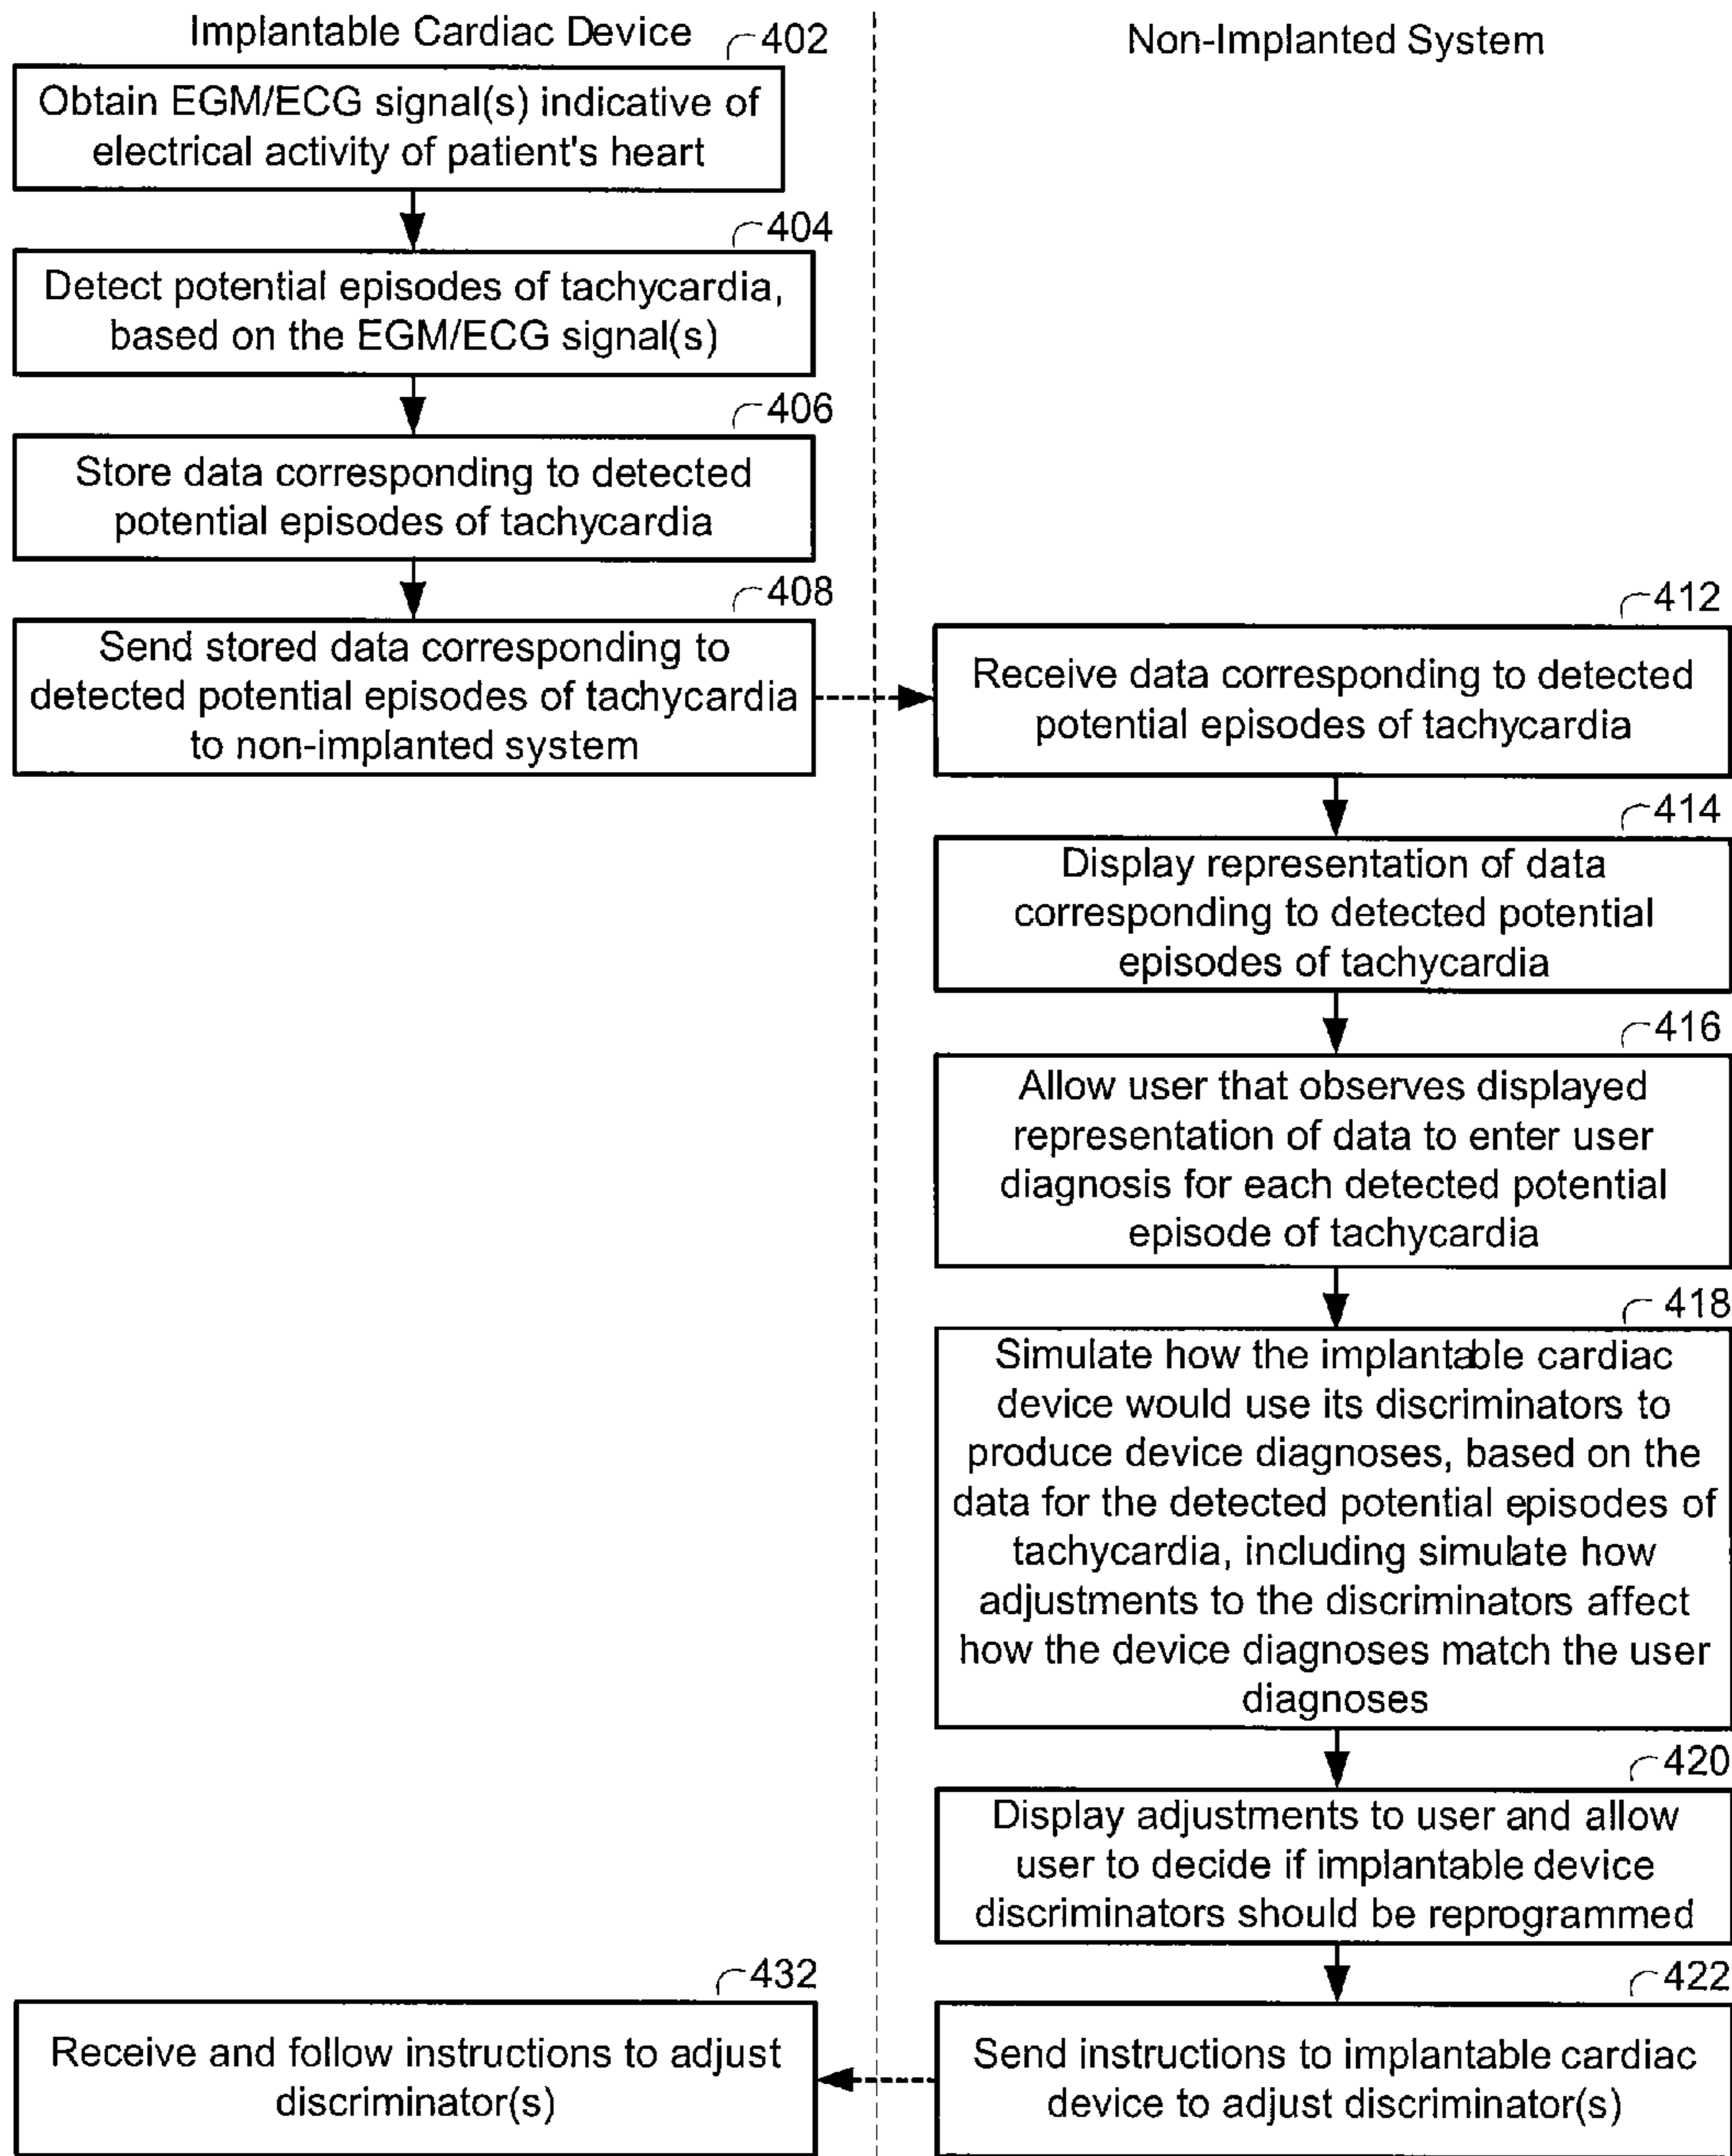 Implantable Cardiac Device
Non-Implanted System
402
Obtain EGM/ECG signal(s) indicative of
electrical activity of patient's heart
404
Detect potential episodes of tachycardia,
based on the EGM/ECG signal(s)
406
Store data corresponding to detected
potential episodes of tachycardia
408
Send stored data corresponding to
detected potential episodes of tachycardia
to non-implanted system
412
Receive data corresponding to detected
potential episodes of tachycardia
414
Display representation of data
corresponding to detected potential
episodes of tachycardia
416
Allow user that observes displayed
representation of data to enter user
diagnosis for each detected potential
episode of tachycardia
418
Simulate how the implantable cardiac
device would use its discriminators to
produce device diagnoses, based on the
data for the detected potential episodes of
tachycardia, including simulate how
adjustments to the discriminators affect
how the device diagnoses match the user
diagnoses
420
Display adjustments to user and allow
user to decide if implantable device
discriminators should be reprogrammed
422
Send instructions to implantable cardiac
device to adjust discriminator(s)
432
Receive and follow instructions to adjust
discriminator(s)